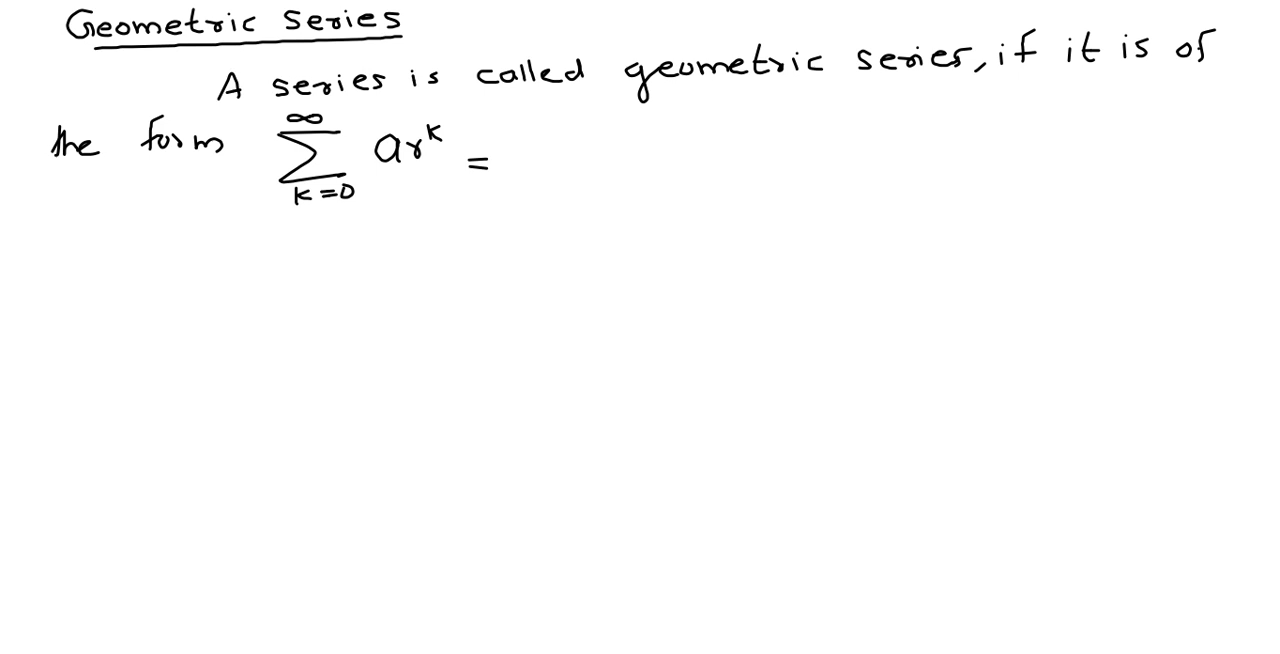 Geometric series
A series is called geometric series, if it is of
the form ∞∑k=0 ar^k =